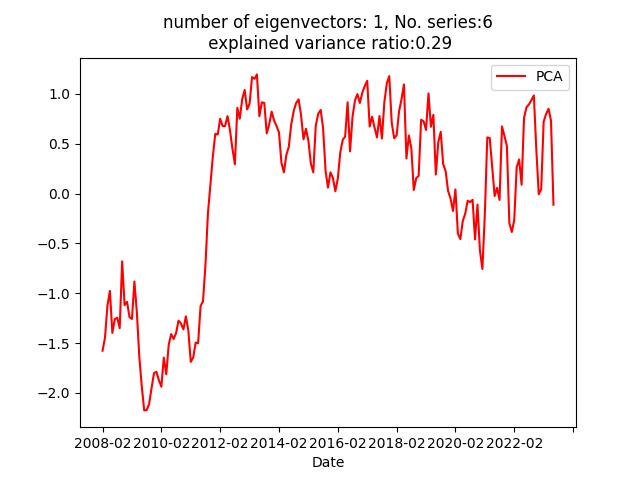 number of eigenvectors: 1, No. series:6
explained variance ratio:0.29
PCA
1.0
0.5
0.0
−0.5
−1.0
−1.5
−2.0
2008-02 2010-02 2012-02 2014-02 2016-02 2018-02 2020-02 2022-02
Date